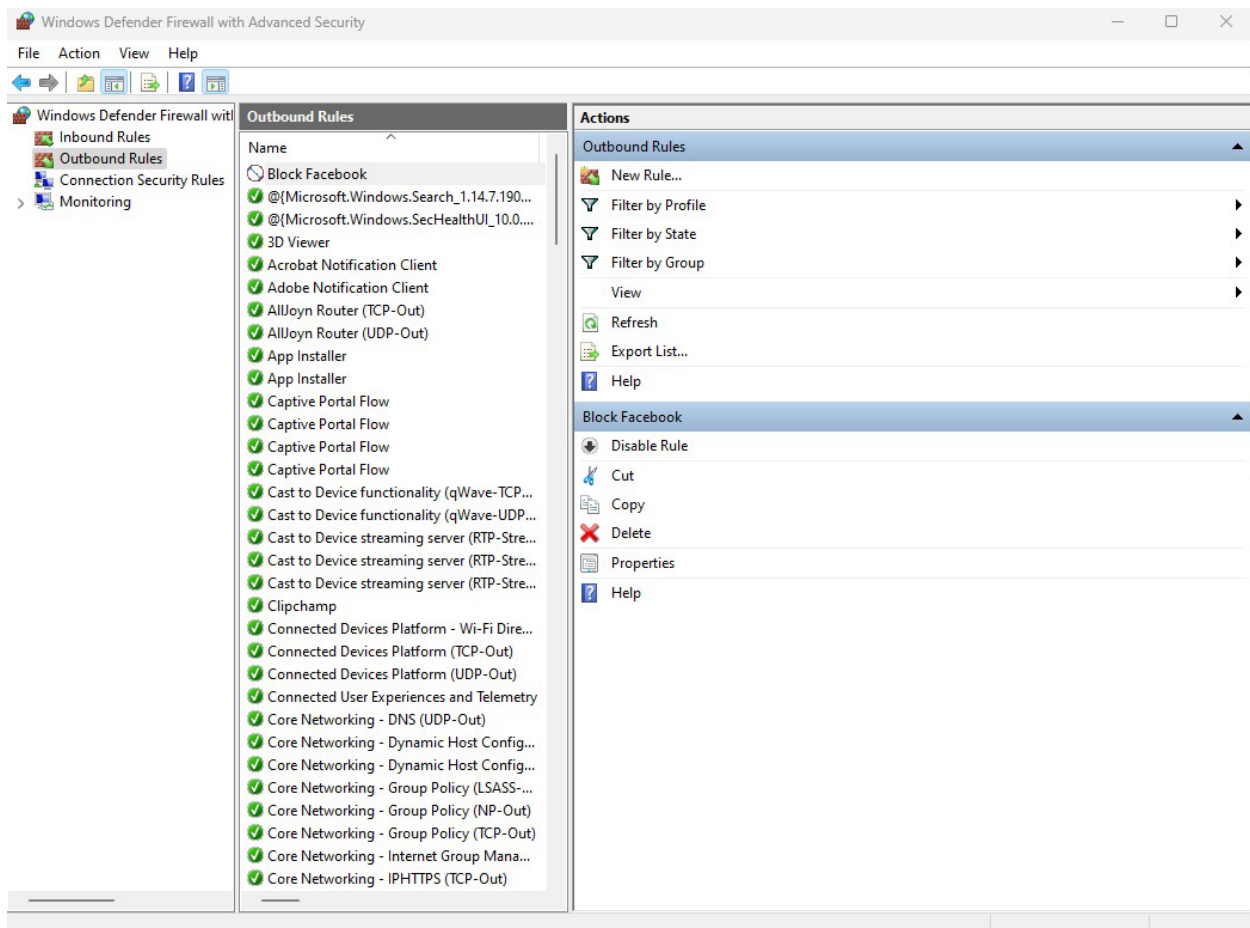 Windows Defender Firewall with Advanced Security
File Action View Help
Windows Defender Firewall witl
Inbound Rules
Outbound Rules
Connection Security Rules
Monitoring
Outbound Rules
Name
Block Facebook
@{Microsoft.Windows.Search_1.14.7.190...
@{Microsoft.Windows.SecHealthUI_10.0....
3D Viewer
Acrobat Notification Client
Adobe Notification Client
AllJoyn Router (TCP-Out)
AllJoyn Router (UDP-Out)
App Installer
App Installer
Captive Portal Flow
Captive Portal Flow
Captive Portal Flow
Captive Portal Flow
Cast to Device functionality (qWave-TCP...
Cast to Device functionality (qWave-UDP...
Cast to Device streaming server (RTP-Stre...
Cast to Device streaming server (RTP-Stre...
Cast to Device streaming server (RTP-Stre...
Clipchamp
Connected Devices Platform - Wi-Fi Dire...
Connected Devices Platform (TCP-Out)
Connected Devices Platform (UDP-Out)
Connected User Experiences and Telemetry
Core Networking - DNS (UDP-Out)
Core Networking - Dynamic Host Config...
Core Networking - Dynamic Host Config...
Core Networking - Group Policy (LSASS-...
Core Networking - Group Policy (NP-Out)
Core Networking - Group Policy (TCP-Out)
Core Networking - Internet Group Mana...
Core Networking - IPHTTPS (TCP-Out)
Actions
Outbound Rules
New Rule...
Filter by Profile
Filter by State
Filter by Group
View
Refresh
Export List...
Help
Block Facebook
Disable Rule
Cut
Copy
Delete
Properties
Help